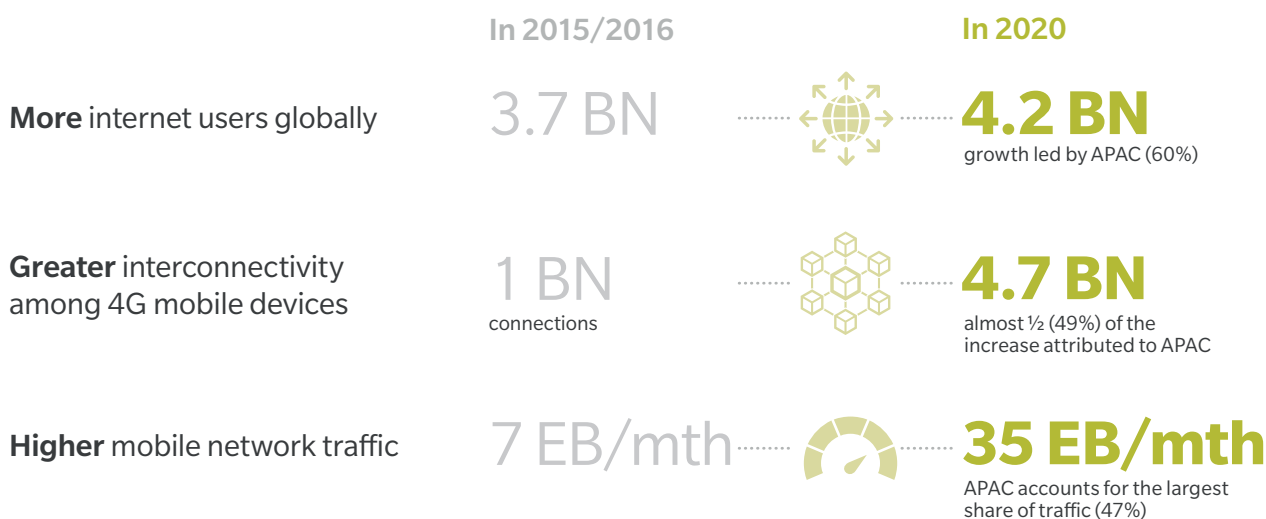 In 2015/2016
In 2020
More internet users globally
3.7 BN
4.2 BN
growth led by APAC (60%)
Greater interconnectivity
among 4G mobile devices
1 BN
connections
4.7 BN
almost ½ (49%) of the
increase attributed to APAC
Higher mobile network traffic
7 EB/mth
35 EB/mth
APAC accounts for the largest
share of traffic (47%)